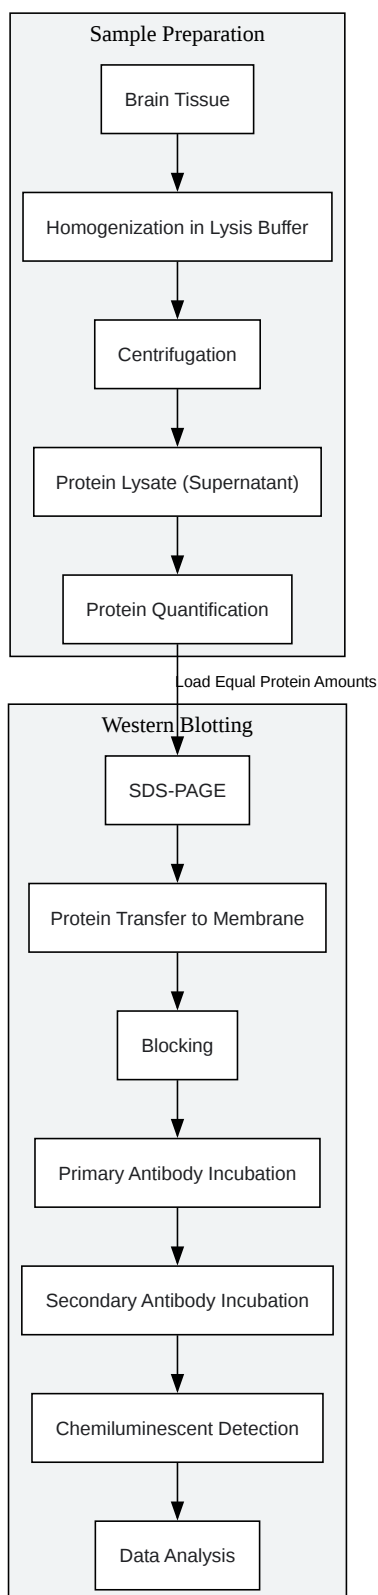 Sample Preparation
Brain Tissue
Homogenization in Lysis Buffer
Centrifugation
Protein Lysate (Supernatant)
Protein Quantification
Load Equal Protein Amounts
Western Blotting
SDS-PAGE
Protein Transfer to Membrane
Blocking
Primary Antibody Incubation
Secondary Antibody Incubation
Chemiluminescent Detection
Data Analysis